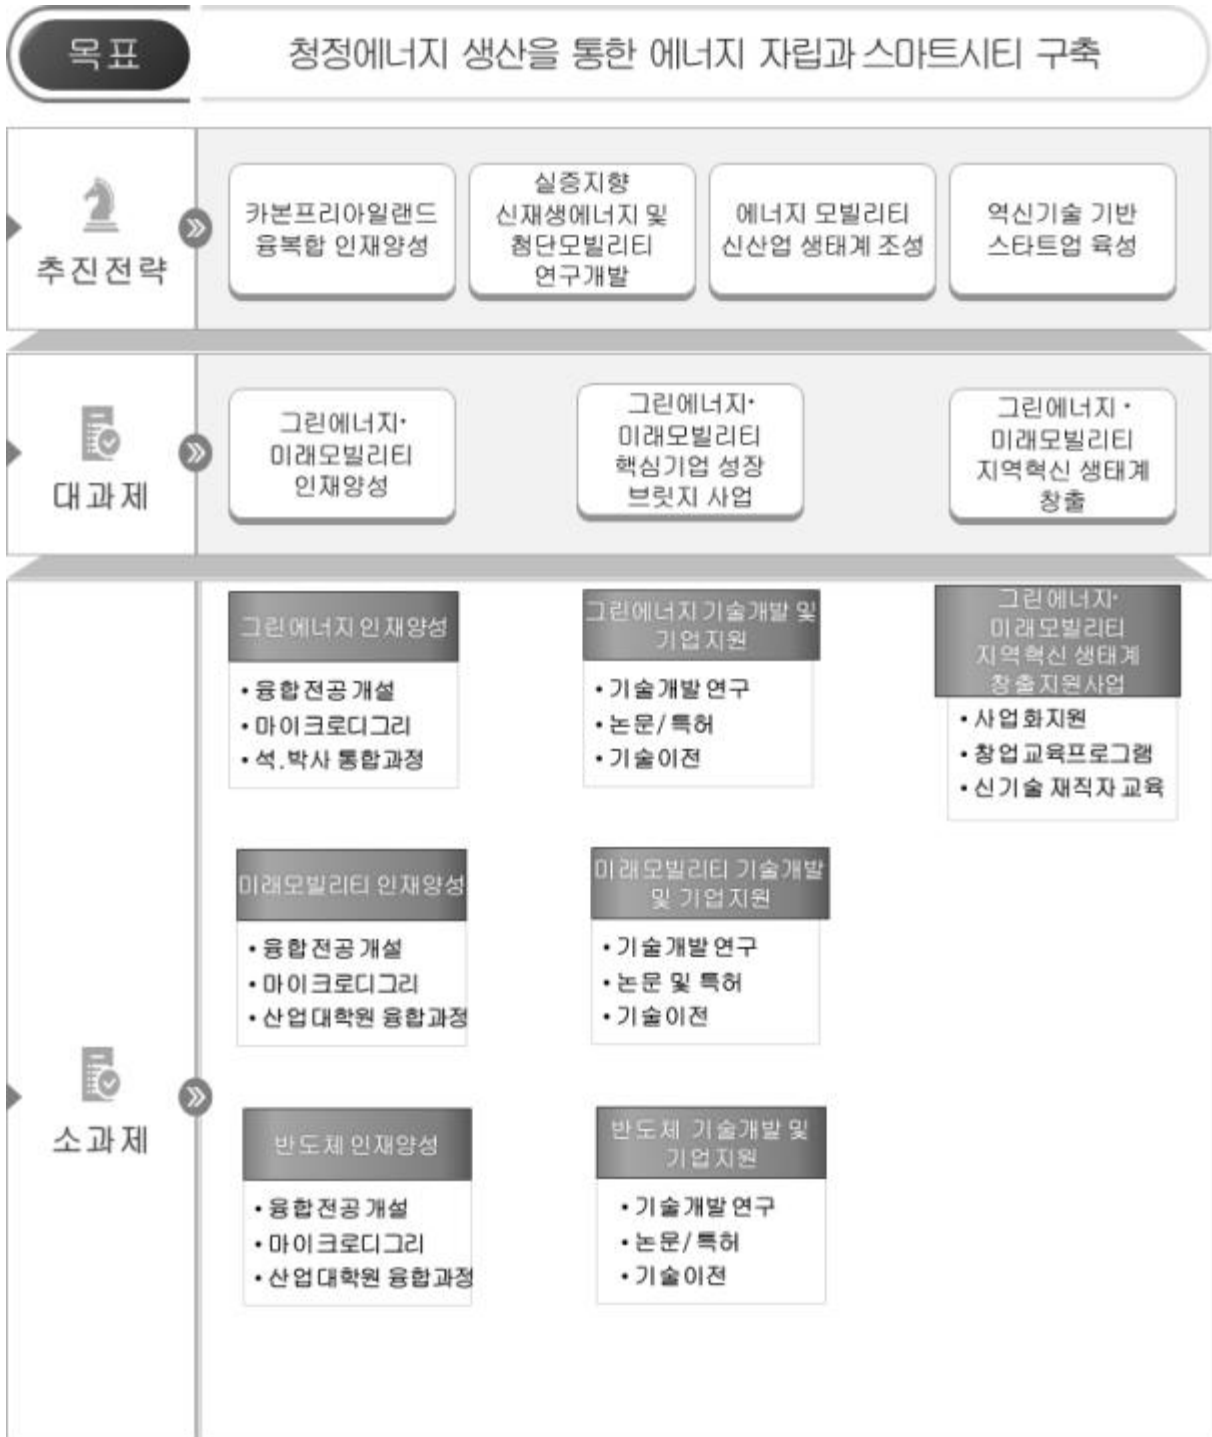 목표
청정에너지 생산을 통한 에너지 자립과 스마트시티 구축
추진전략
카본프리아일랜드
융복합 인재양성
실증지향
신재생에너지 및
첨단모빌리티
연구개발
에너지 모빌리티
신산업 생태계 조성
역신기술 기반
스타트업 육성
대과제
그린에너지·
미래모빌리티
인재양성
그린에너지·
미래모빌리티
핵심기업 성장
브릿지 사업
그린에너지·
미래모빌리티
지역혁신 생태계
창출
소과제
그린에너지 인재양성
• 융합전공 개설
• 마이크로디그리
• 석.박사 통합과정
그린에너지 기술개발 및
기업지원
• 기술개발 연구
• 논문/ 특허
• 기술이전
그린에너지·
미래모빌리티
지역혁신 생태계
창출지원사업
• 사업화지원
• 창업교육프로그램
• 신기술 재직자 교육
미래모빌리티 인재양성
• 융합전공 개설
• 마이크로디그리
• 산업대학원 융합과정
미래모빌리티 기술개발
및 기업지원
• 기술개발 연구
• 논문 및 특허
• 기술이전
반도체 인재양성
• 융합전공 개설
• 마이크로디그리
• 산업대학원 융합과정
반도체 기술개발 및
기업지원
• 기술개발 연구
• 논문/ 특허
• 기술이전